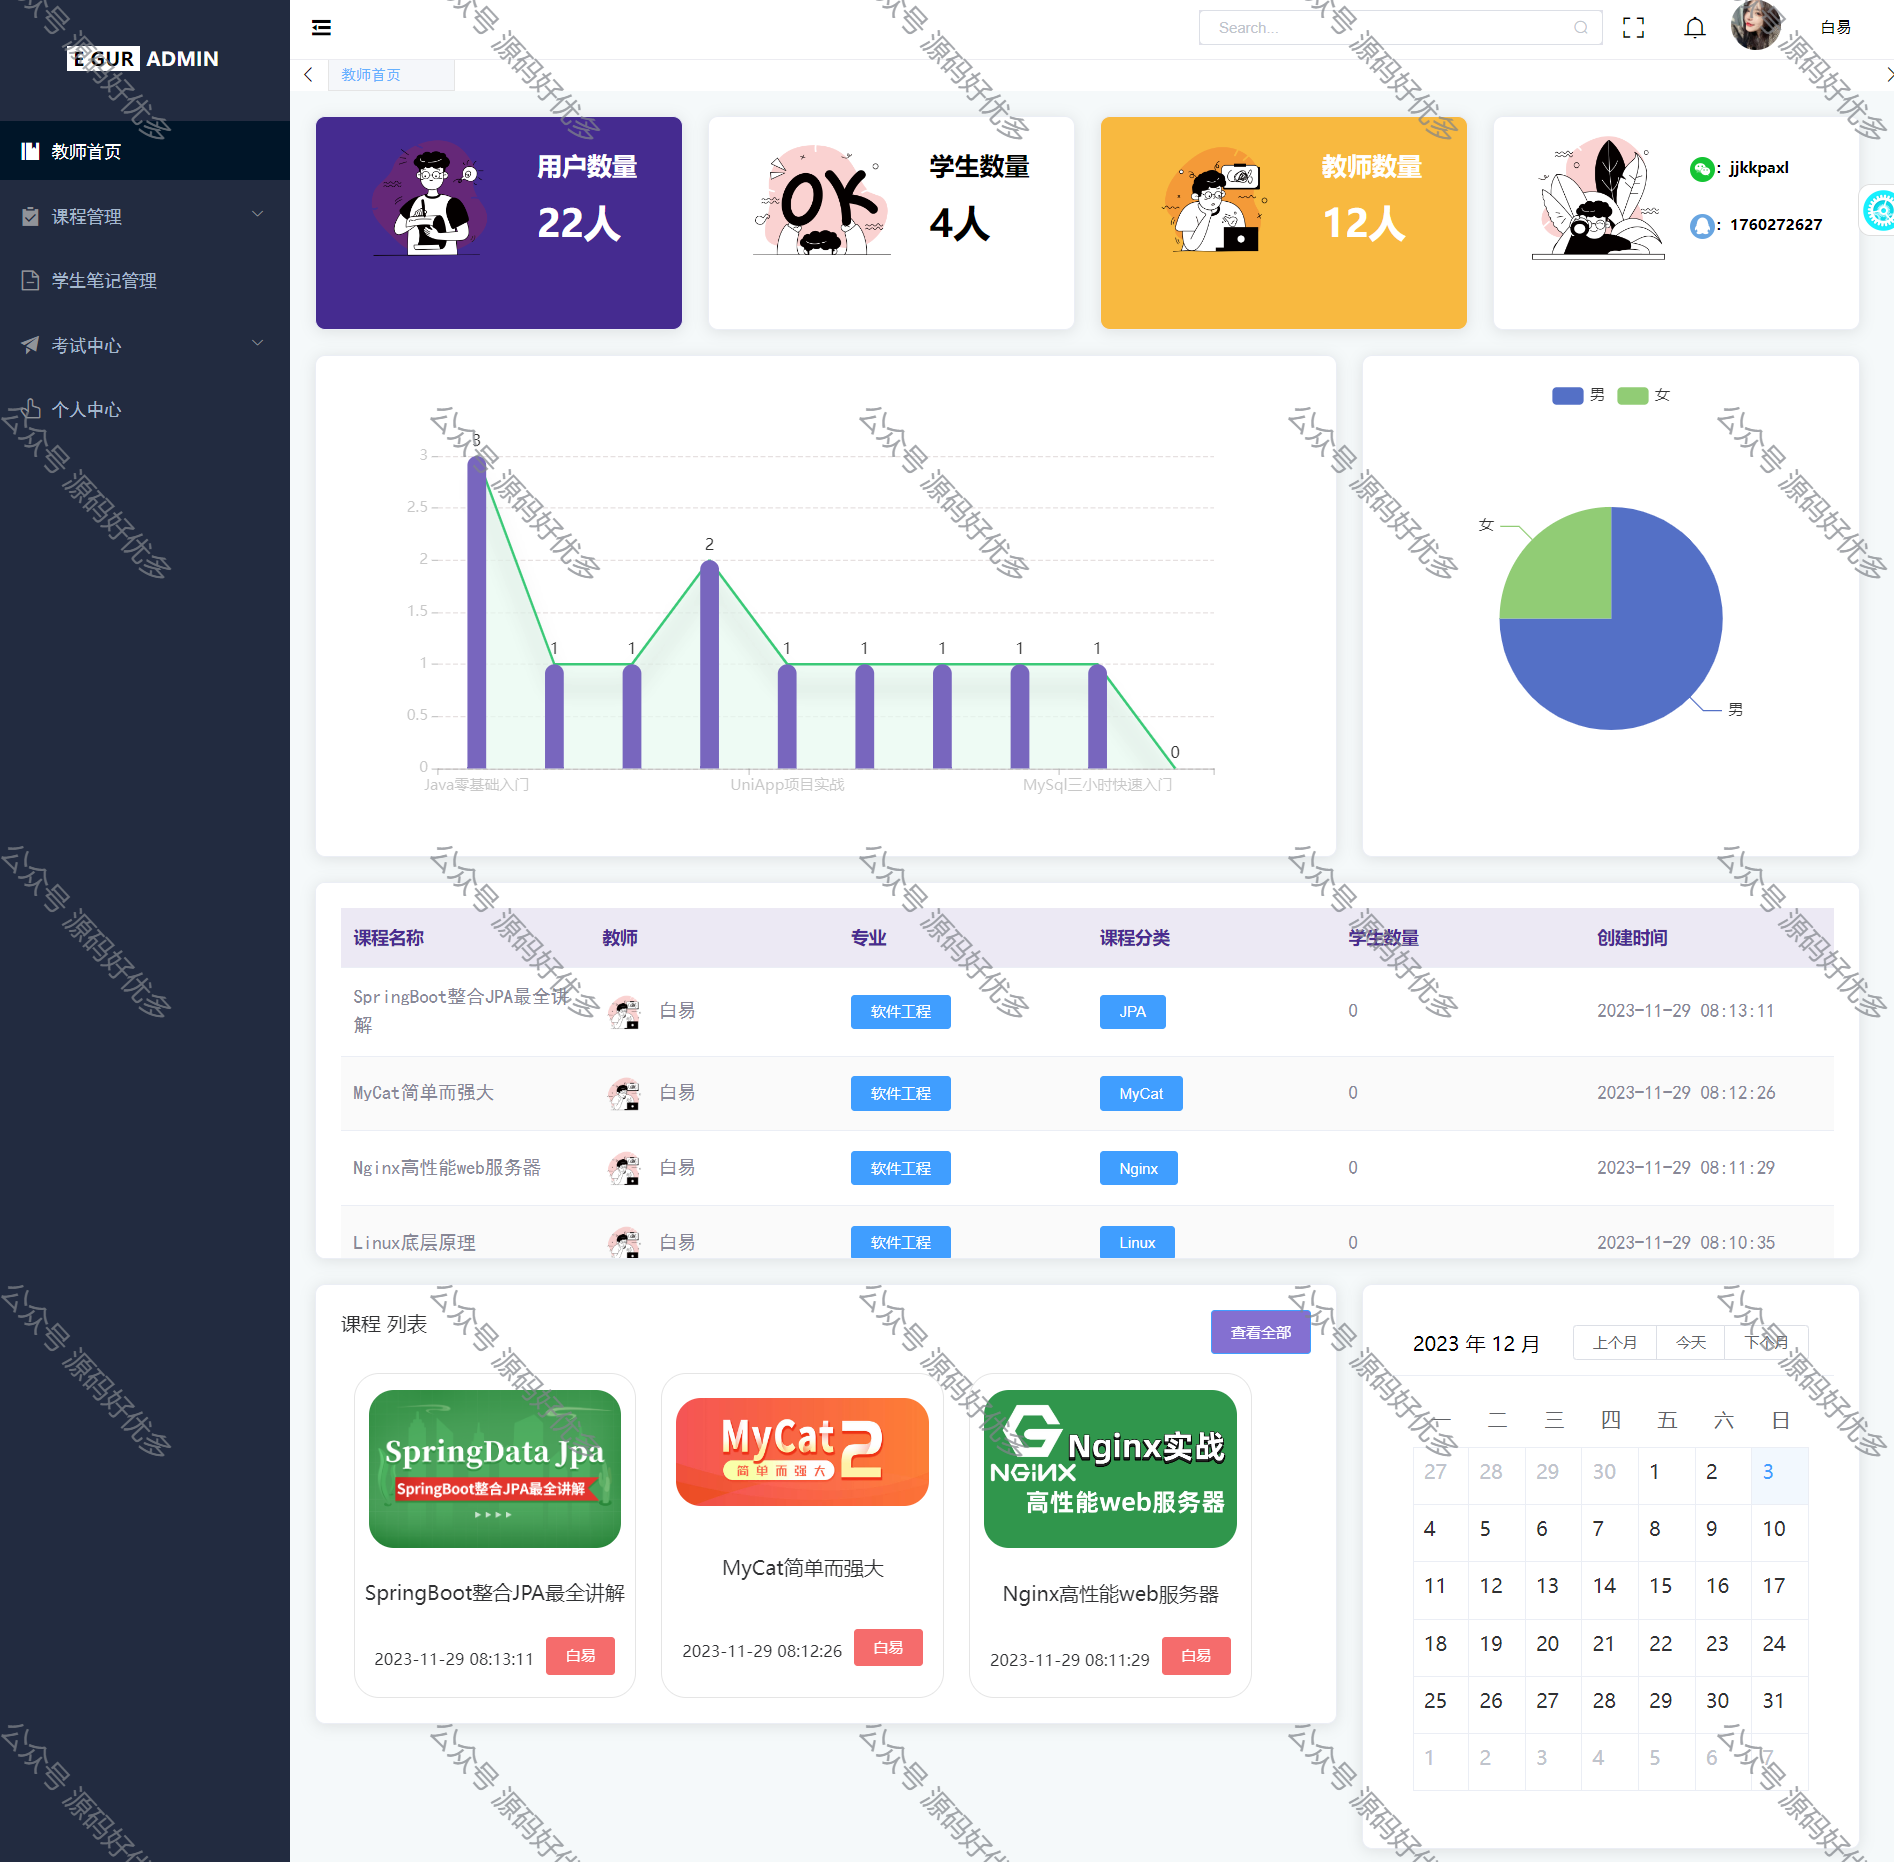 E GUR ADMIN
教师首页
课程管理
学生笔记管理
考试中心
个人中心
Search...
白易
教师首页
用户数量
22人
学生数量
4人
教师数量
12人
: jjkkpaxl
: 1760272627
3
2.5
2
1.5
1
0.5
0
3
1
1
2
1
1
1
1
1
0
Java零基础入门
UniApp项目实战
MySql三小时快速入门
男
女
女
男
课程名称 教师 专业 课程分类 学生数量 创建时间
SpringBoot整合JPA最全讲解 白易 软件工程 JPA 0 2023-11-29 08:13:11
MyCat简单而强大 白易 软件工程 MyCat 0 2023-11-29 08:12:26
Nginx高性能web服务器 白易 软件工程 Nginx 0 2023-11-29 08:11:29
Linux底层原理 白易 软件工程 Linux 0 2023-11-29 08:10:35
课程 列表
查看全部
SpringData Jpa
SpringBoot整合JPA最全讲解
SpringBoot整合JPA最全讲解
2023-11-29 08:13:11 白易
MyCat2
简单而强大
MyCat简单而强大
2023-11-29 08:12:26 白易
NGINX
Nginx实战
高性能web服务器
Nginx高性能web服务器
2023-11-29 08:11:29 白易
2023 年 12 月
上个月 今天 下个月
一 二 三 四 五 六 日
27 28 29 30 1 2 3
4 5 6 7 8 9 10
11 12 13 14 15 16 17
18 19 20 21 22 23 24
25 26 27 28 29 30 31
1 2 3 4 5 6 7
公众号 源码好优多